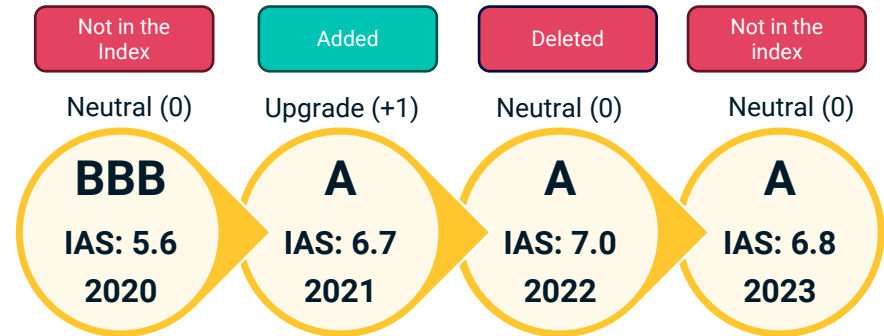 Not in the
Index
Added
Deleted
Not in the
index
Neutral (0)
Upgrade (+1)
Neutral (0)
Neutral (0)
BBB
IAS: 5.6
2020
A
IAS: 6.7
2021
A
IAS: 7.0
2022
A
IAS: 6.8
2023